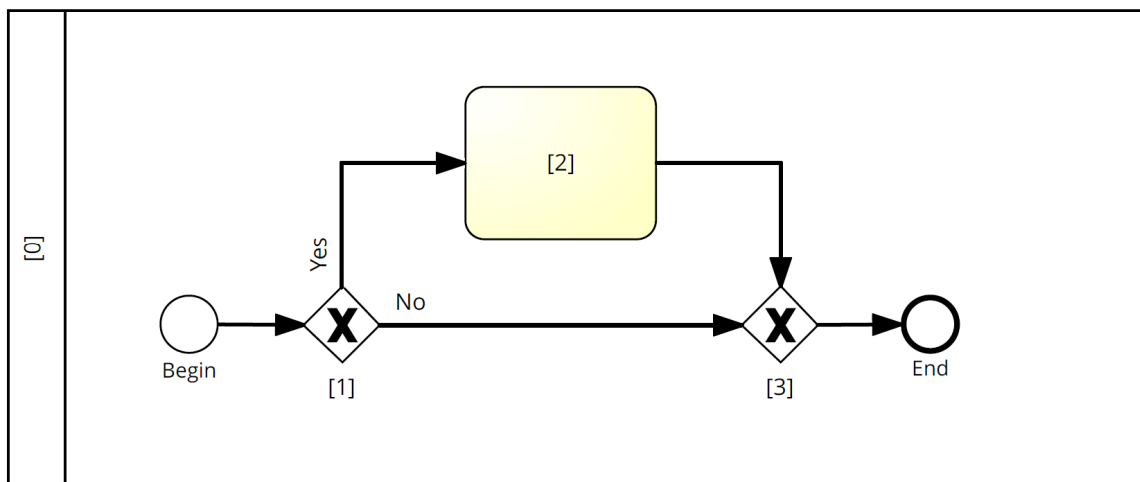 [0]
Begin
[1]
Yes
No
[2]
[3]
End